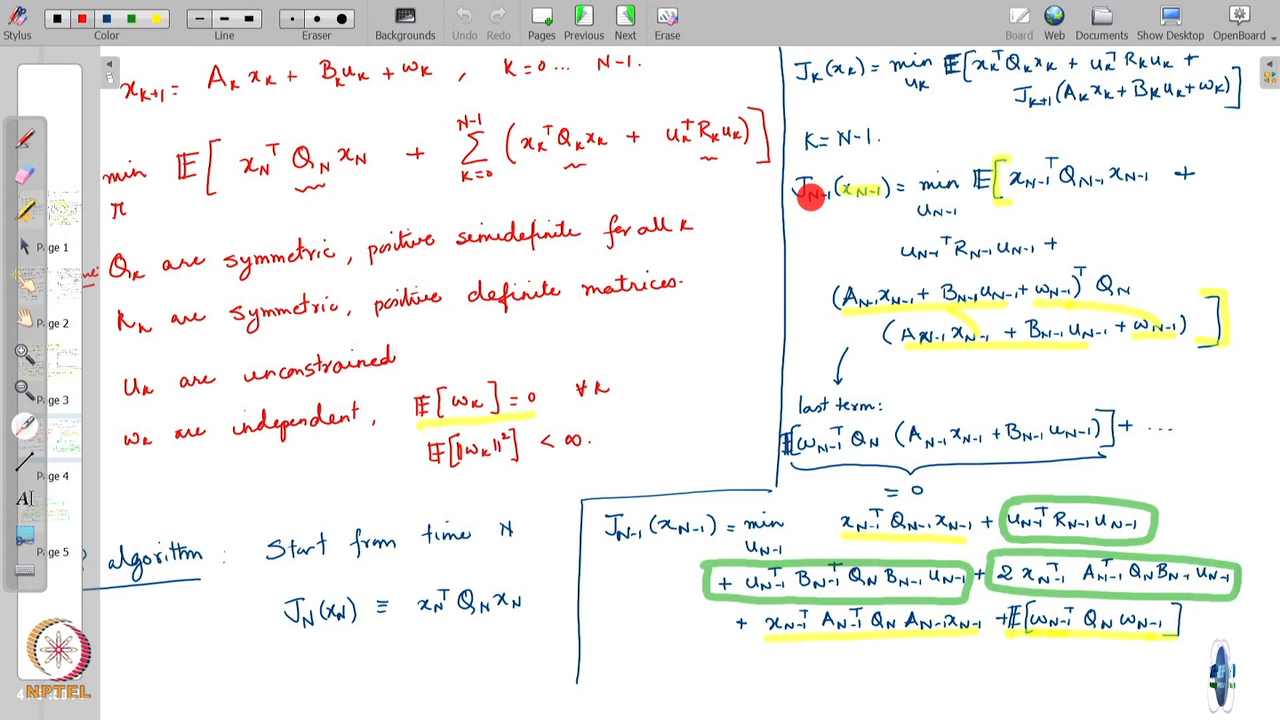 Stylus
Color
Line
Eraser
Backgrounds
Undo
Redo
Pages
Previous
Next
Erase
Board
Web
Documents
Show Desktop
OpenBoard
Page 1
Page 2
Page 3
Page 4
Page 5
x_{K+1} = A_K x_K + B_K u_K + w_K , K=0... N-1.
min π 𝔼[ x_N^T Q_N x_N + Σ_{K=0}^{N-1} (x_K^T Q_K x_K + u_K^T R_K u_K) ]
Q_K are symmetric, positive semidefinite for all K
R_K are symmetric, positive definite matrices.
u_K are unconstrained
w_K are independent, 𝔼[w_K] = 0 ∀K
𝔼[‖w_K‖²] < ∞.
algorithm : Start from time N
J_N(x_N) ≡ x_N^T Q_N x_N
J_K(x_K) = min_{u_K} 𝔼[x_K^T Q_K x_K + u_K^T R_K u_K +
J_{K+1}(A_K x_K + B_K u_K + w_K)]
K = N-1.
J_{N-1}(x_{N-1}) = min_{u_{N-1}} 𝔼[ x_{N-1}^T Q_{N-1} x_{N-1} +
u_{N-1}^T R_{N-1} u_{N-1} +
(A_{N-1} x_{N-1} + B_{N-1} u_{N-1} + w_{N-1})^T Q_N
(A_{N-1} x_{N-1} + B_{N-1} u_{N-1} + w_{N-1}) ]
last term:
𝔼[w_{N-1}^T Q_N (A_{N-1} x_{N-1} + B_{N-1} u_{N-1})] + ...
= 0
J_{N-1}(x_{N-1}) = min_{u_{N-1}} x_{N-1}^T Q_{N-1} x_{N-1} + u_{N-1}^T R_{N-1} u_{N-1}
+ u_{N-1}^T B_{N-1}^T Q_N B_{N-1} u_{N-1} + 2 x_{N-1}^T A_{N-1}^T Q_N B_{N-1} u_{N-1}
+ x_{N-1}^T A_{N-1}^T Q_N A_{N-1} x_{N-1} + 𝔼[w_{N-1}^T Q_N w_{N-1}]
NPTEL